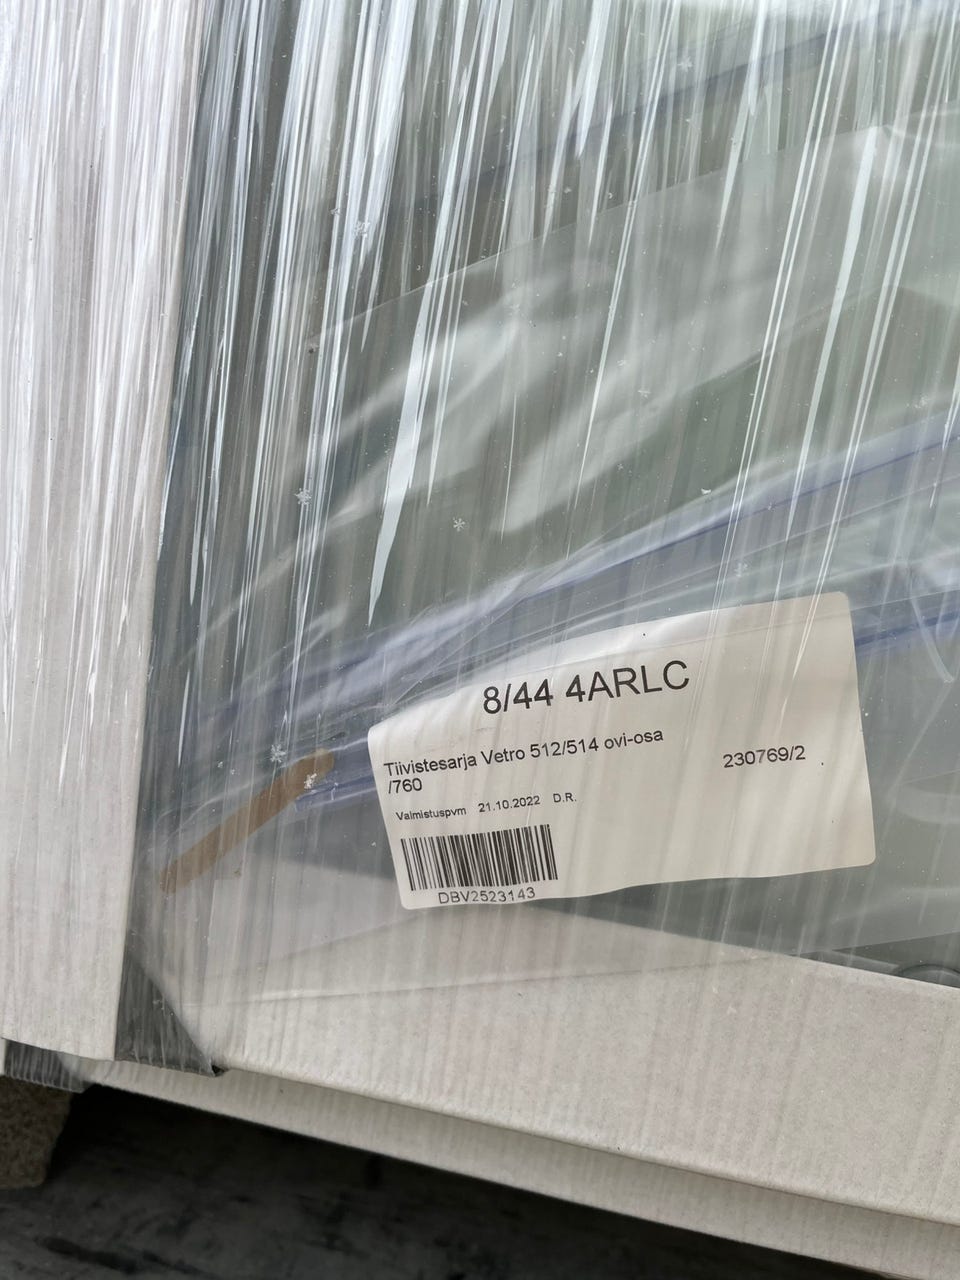 8/44 4ARLC
Tiivistesarja Vetro 512/514 ovi-osa
/760
230769/2
Valmistuspvm 21.10.2022 D.R.
DBV2523143